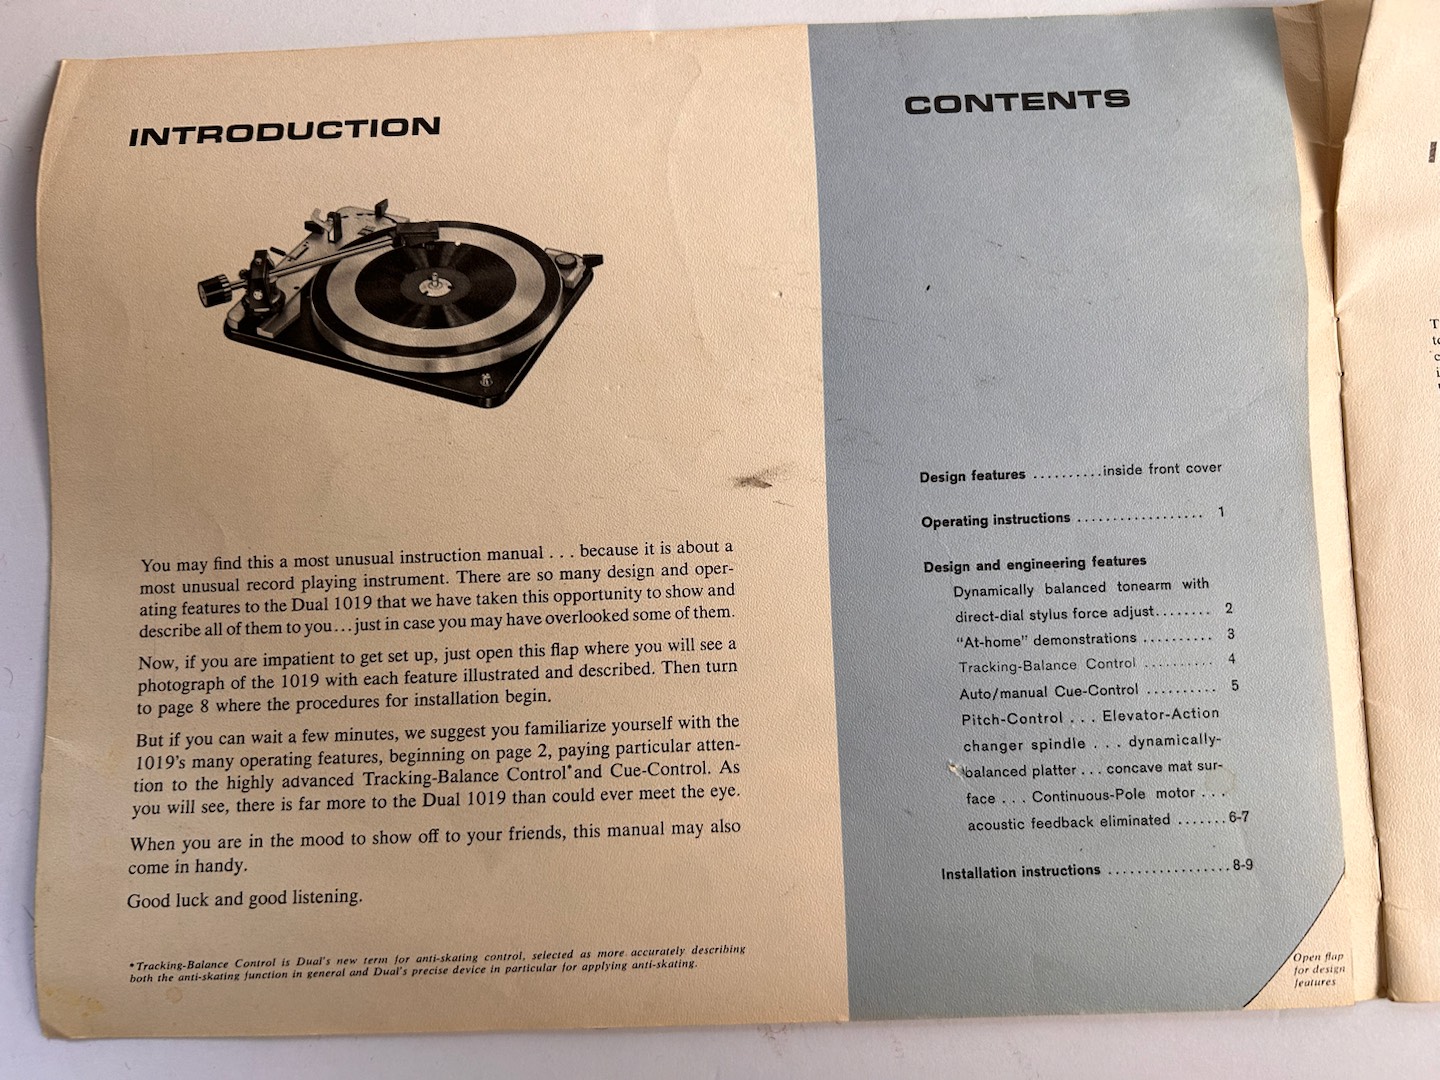 INTRODUCTION
You may find this a most unusual instruction manual . . . because it is about a
most unusual record playing instrument. There are so many design and oper-
ating features to the Dual 1019 that we have taken this opportunity to show and
describe all of them to you...just in case you may have overlooked some of them.
Now, if you are impatient to get set up, just open this flap where you will see a
photograph of the 1019 with each feature illustrated and described. Then turn
to page 8 where the procedures for installation begin.
But if you can wait a few minutes, we suggest you familiarize yourself with the
1019's many operating features, beginning on page 2, paying particular atten-
tion to the highly advanced Tracking-Balance Control* and Cue-Control. As
you will see, there is far more to the Dual 1019 than could ever meet the eye.
When you are in the mood to show off to your friends, this manual may also
come in handy.
Good luck and good listening.
*Tracking-Balance Control is Dual's new term for anti-skating control, selected as more accurately describing
both the anti-skating function in general and Dual's precise device in particular for applying anti-skating.
CONTENTS
Design features ..........inside front cover
Operating instructions .................. 1
Design and engineering features
Dynamically balanced tonearm with
direct-dial stylus force adjust........ 2
"At-home" demonstrations .......... 3
Tracking-Balance Control .......... 4
Auto/manual Cue-Control .......... 5
Pitch-Control . . . Elevator-Action
changer spindle . . . dynamically-
balanced platter . . . concave mat sur-
face . . . Continuous-Pole motor . . .
acoustic feedback eliminated .......6-7
Installation instructions .................8-9
Open flap
for design
features